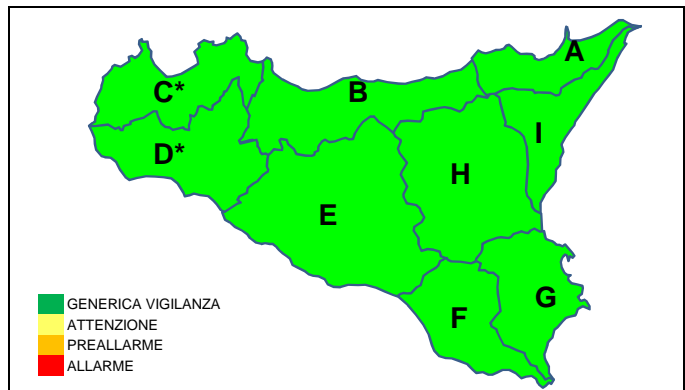 A
C*
B
I
D*
H
E
G
F
GENERICA VIGILANZA
ATTENZIONE
PREALLARME
ALLARME